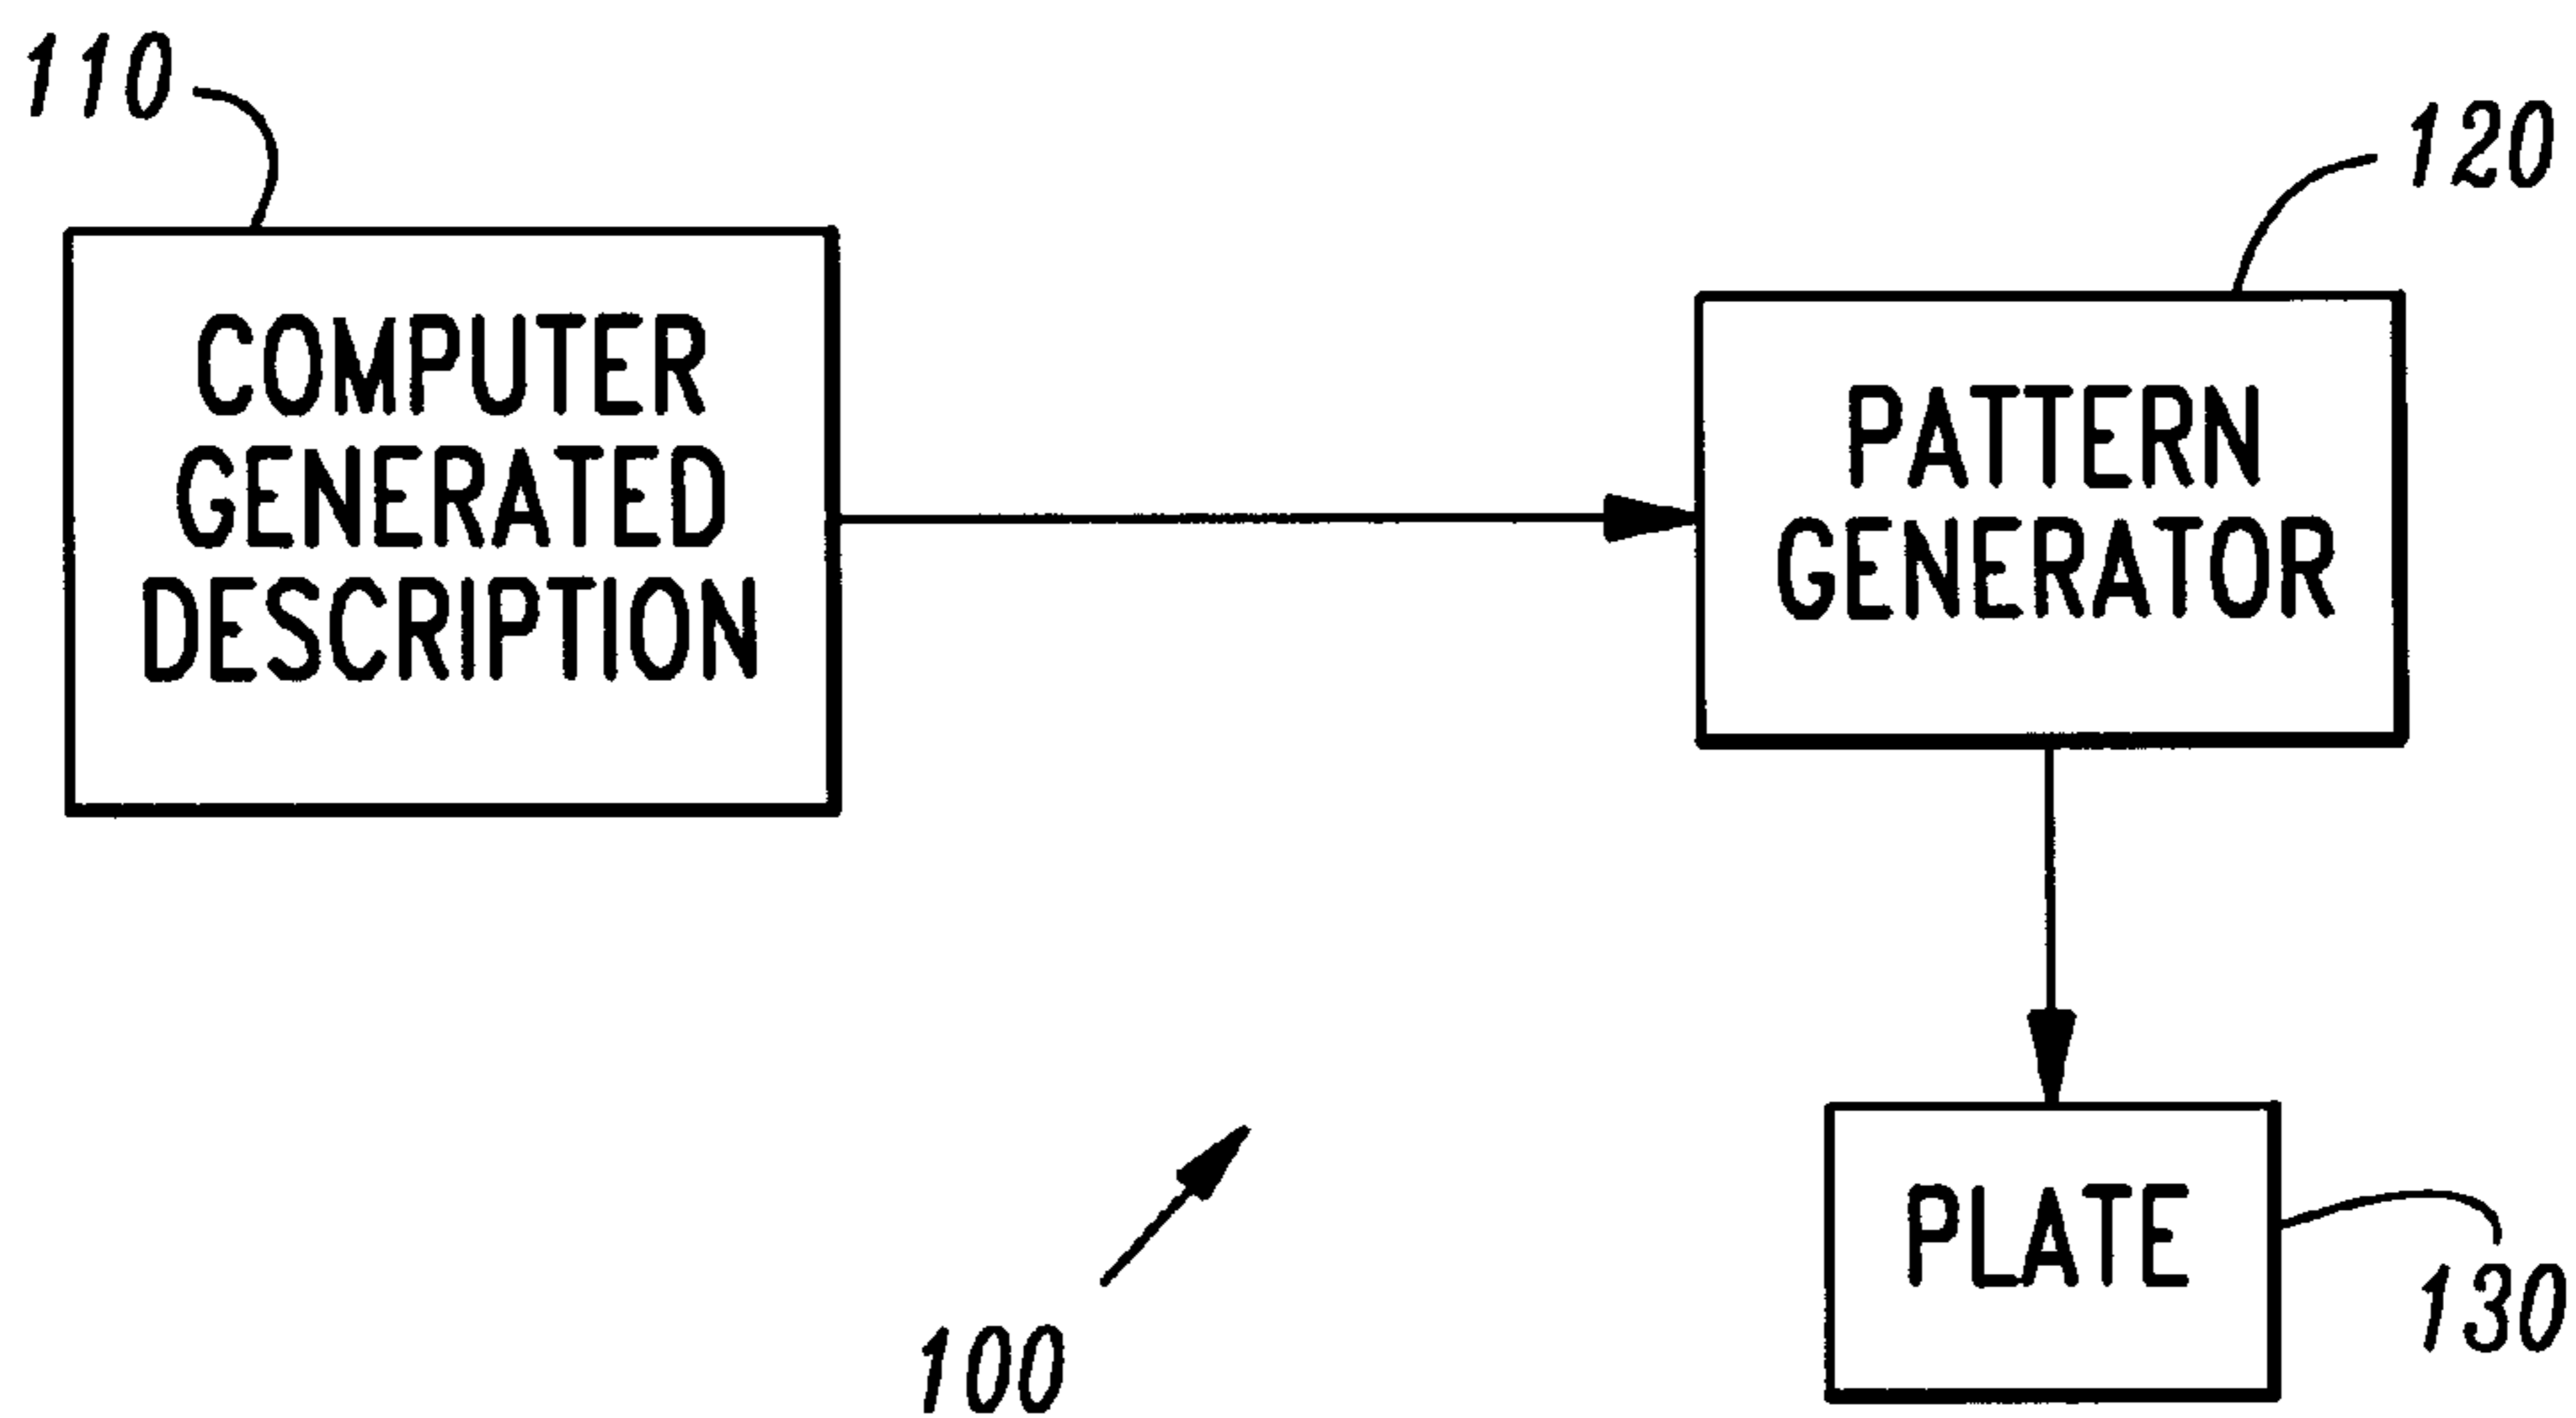 110
120
COMPUTER
GENERATED
DESCRIPTION
PATTERN
GENERATOR
PLATE
130
100